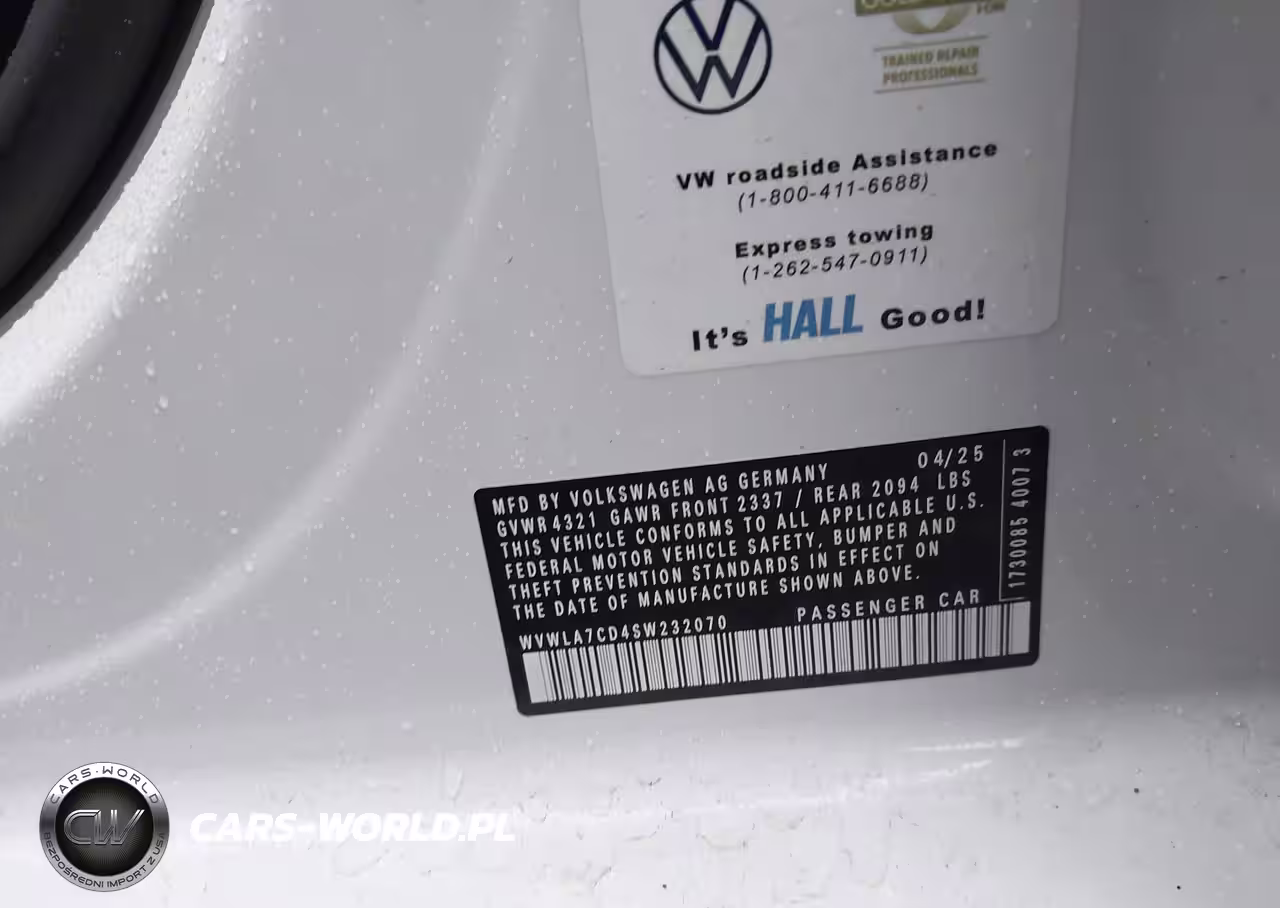 TRAINED REPAIR
PROFESSIONALS
VW roadside Assistance
(1-800-411-6688)
Express towing
(1-262-547-0911)
It's HALL Good!
MFD BY VOLKSWAGEN AG GERMANY 04/25
GVWR 4321 GAWR FRONT 2337 / REAR 2094 LBS
THIS VEHICLE CONFORMS TO ALL APPLICABLE U.S.
FEDERAL MOTOR VEHICLE SAFETY, BUMPER AND
THEFT PREVENTION STANDARDS IN EFFECT ON
THE DATE OF MANUFACTURE SHOWN ABOVE.
WVWLA7CD4SW232070 PASSENGER CAR
1730085 4007 3
CARS-WORLD
CW
BEZPOŚREDNI IMPORT Z USA
CARS-WORLD.PL